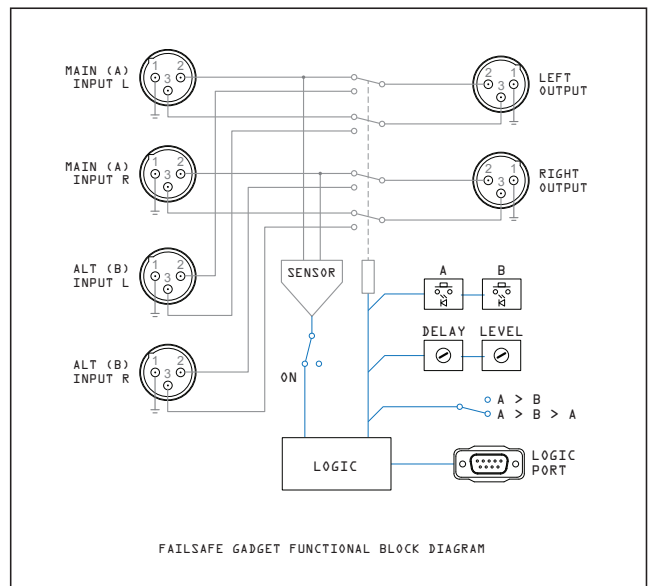 MAIN (A)
INPUT L
1
2
3
MAIN (A)
INPUT R
1
2
3
ALT (B)
INPUT L
1
2
3
ALT (B)
INPUT R
1
2
3
2
1
3
LEFT
OUTPUT
2
1
3
RIGHT
OUTPUT
SENSOR
A
B
DELAY
LEVEL
ON
A > B
A > B > A
LOGIC
LOGIC
PORT
FAILSAFE GADGET FUNCTIONAL BLOCK DIAGRAM